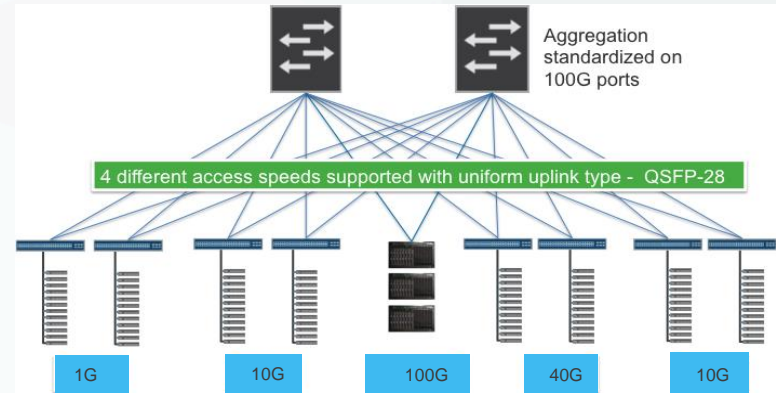 Aggregation
standardized on
100G ports
4 different access speeds supported with uniform uplink type - QSFP-28
1G
10G
100G
40G
10G